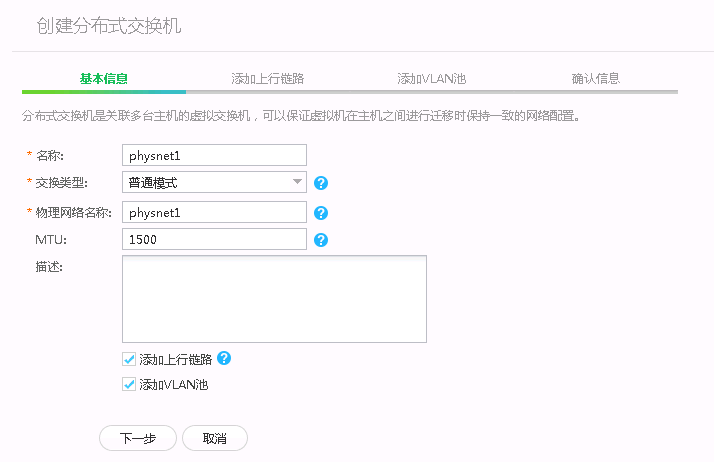 创建分布式交换机
基本信息 添加上行链路 添加VLAN池 确认信息
分布式交换机是关联多台主机的虚拟交换机，可以保证虚拟机在主机之间进行迁移时保持一致的网络配置。
* 名称: physnet1
* 交换类型: 普通模式 ?
* 物理网络名称: physnet1 ?
MTU: 1500 ?
描述:
添加上行链路 ?
添加VLAN池
下一步 取消